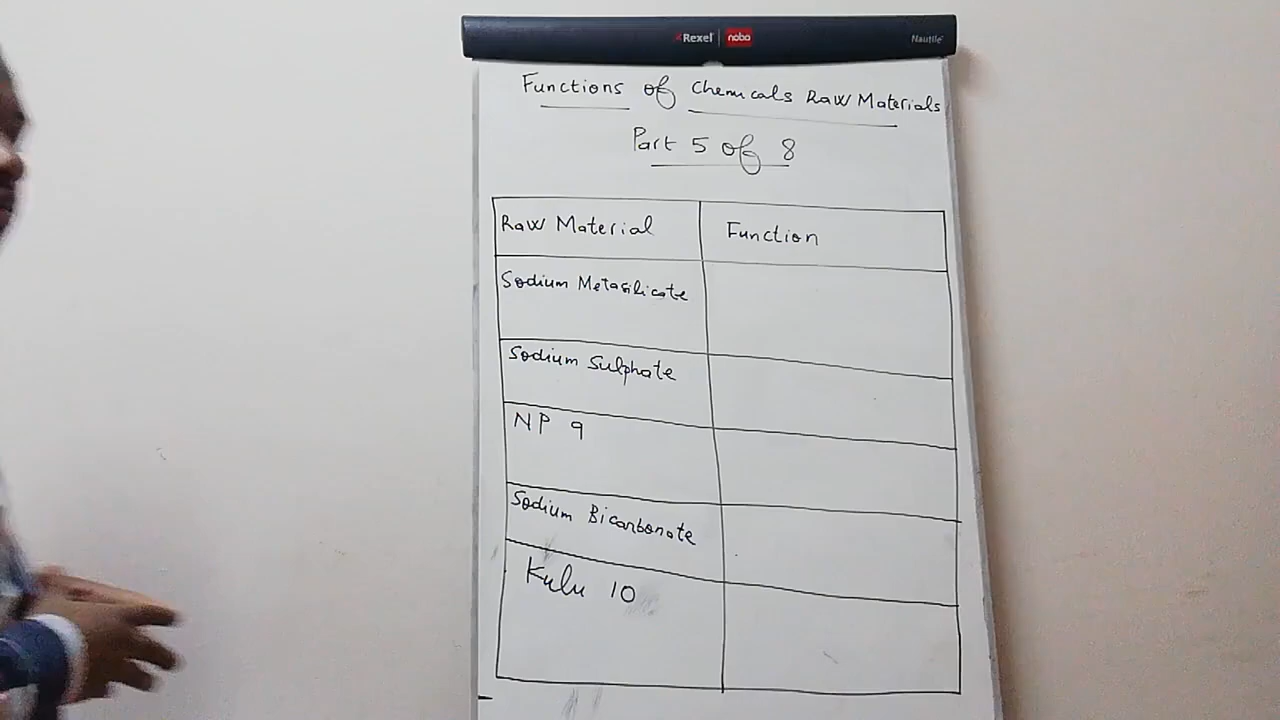 Rexel nobo Nautile
Functions of Chemicals Raw Materials
Part 5 of 8
Raw Material Function
Sodium Metasilicate
Sodium Sulphate
NP 9
Sodium Bicarbonate
Kulu 10